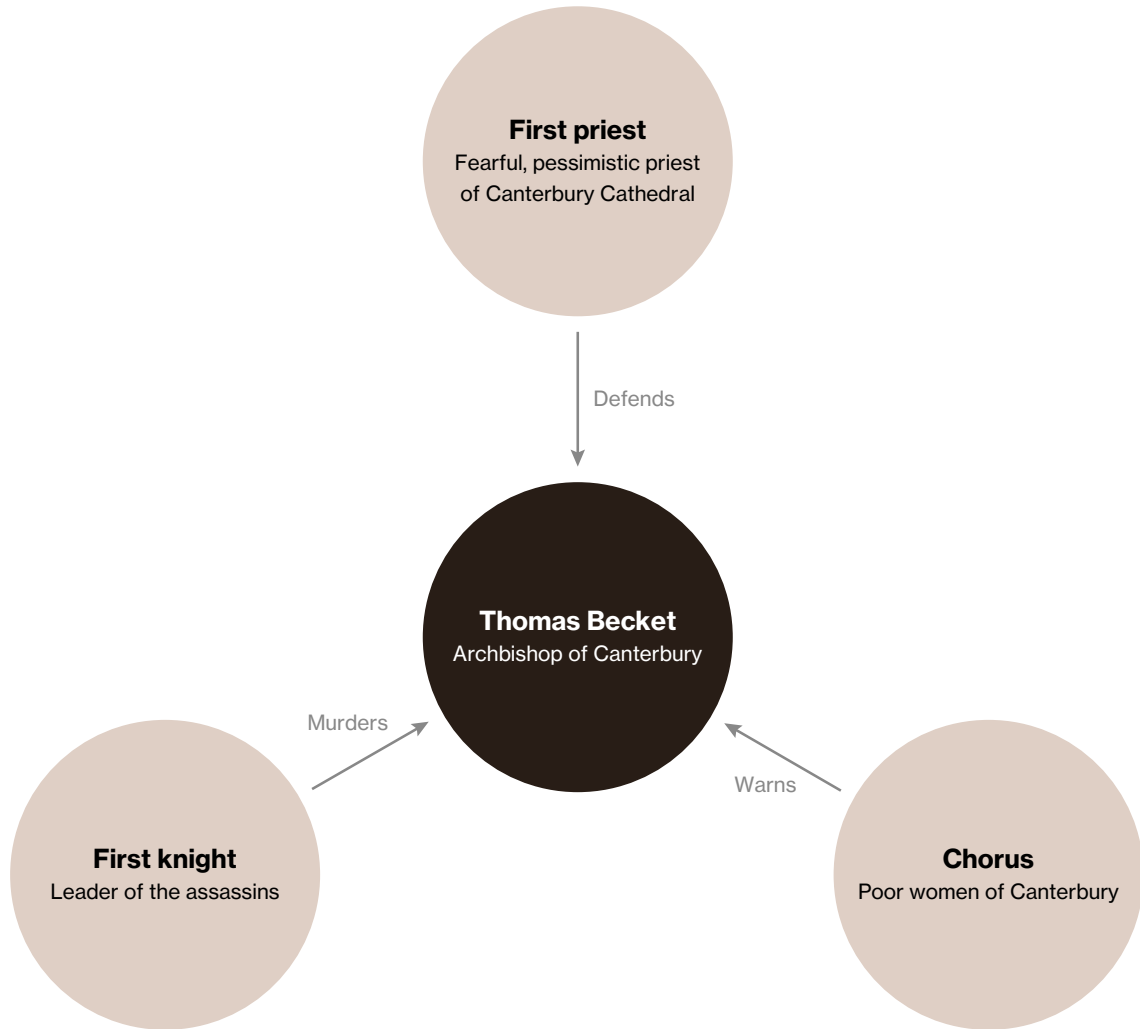 First priest
Fearful, pessimistic priest
of Canterbury Cathedral
Defends
Thomas Becket
Archbishop of Canterbury
Murders
Warns
First knight
Leader of the assassins
Chorus
Poor women of Canterbury